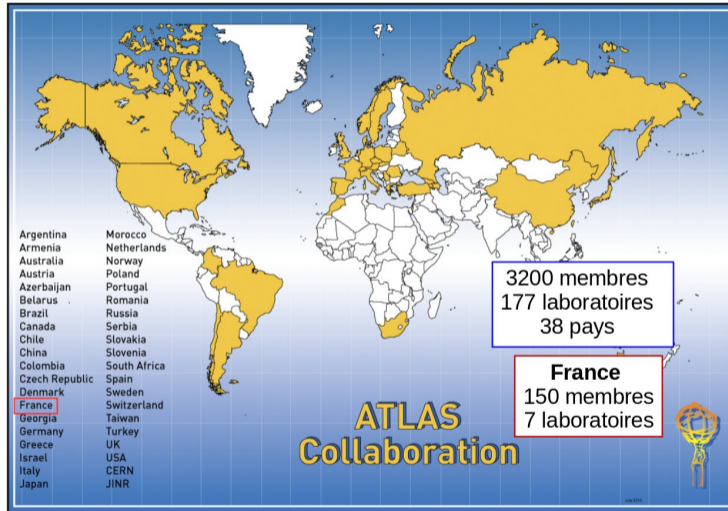 Argentina
Armenia
Australia
Austria
Azerbaijan
Belarus
Brazil
Canada
Chile
China
Colombia
Czech Republic
Denmark
France
Georgia
Germany
Greece
Israel
Italy
Japan
Morocco
Netherlands
Norway
Poland
Portugal
Romania
Russia
Serbia
Slovakia
Slovenia
South Africa
Spain
Sweden
Switzerland
Taiwan
Turkey
UK
USA
CERN
JINR
3200 membres
177 laboratoires
38 pays
France
150 membres
7 laboratoires
ATLAS
Collaboration